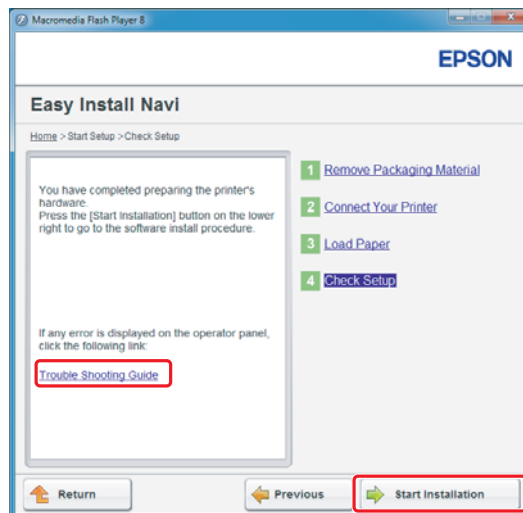 Macromedia Flash Player 8
EPSON
Easy Install Navi
Home > Start Setup >Check Setup
You have completed preparing the printer's
hardware.
Press the [Start Installation] button on the lower
right to go to the software install procedure.
If any error is displayed on the operator panel,
click the following link:
Trouble Shooting Guide
1 Remove Packaging Material
2 Connect Your Printer
3 Load Paper
4 Check Setup
Return
Previous
Start Installation